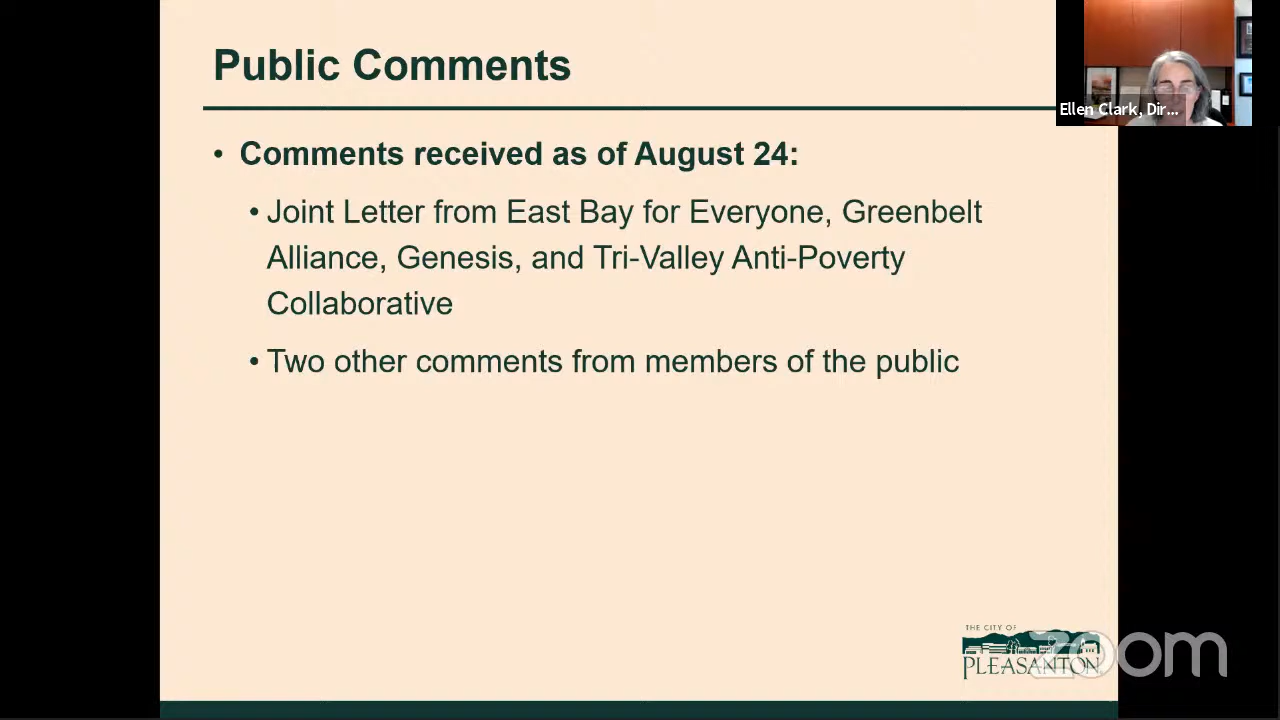 Public Comments
Ellen Clark, Dir...
• Comments received as of August 24:
• Joint Letter from East Bay for Everyone, Greenbelt
Alliance, Genesis, and Tri-Valley Anti-Poverty
Collaborative
• Two other comments from members of the public
THE CITY OF
PLEASANTON
zoom